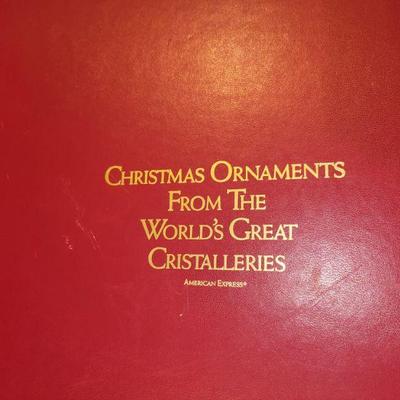 CHRISTMAS ORNAMENTS
FROM THE
WORLD'S GREAT
CRISTALLERIES
AMERICAN EXPRESS®